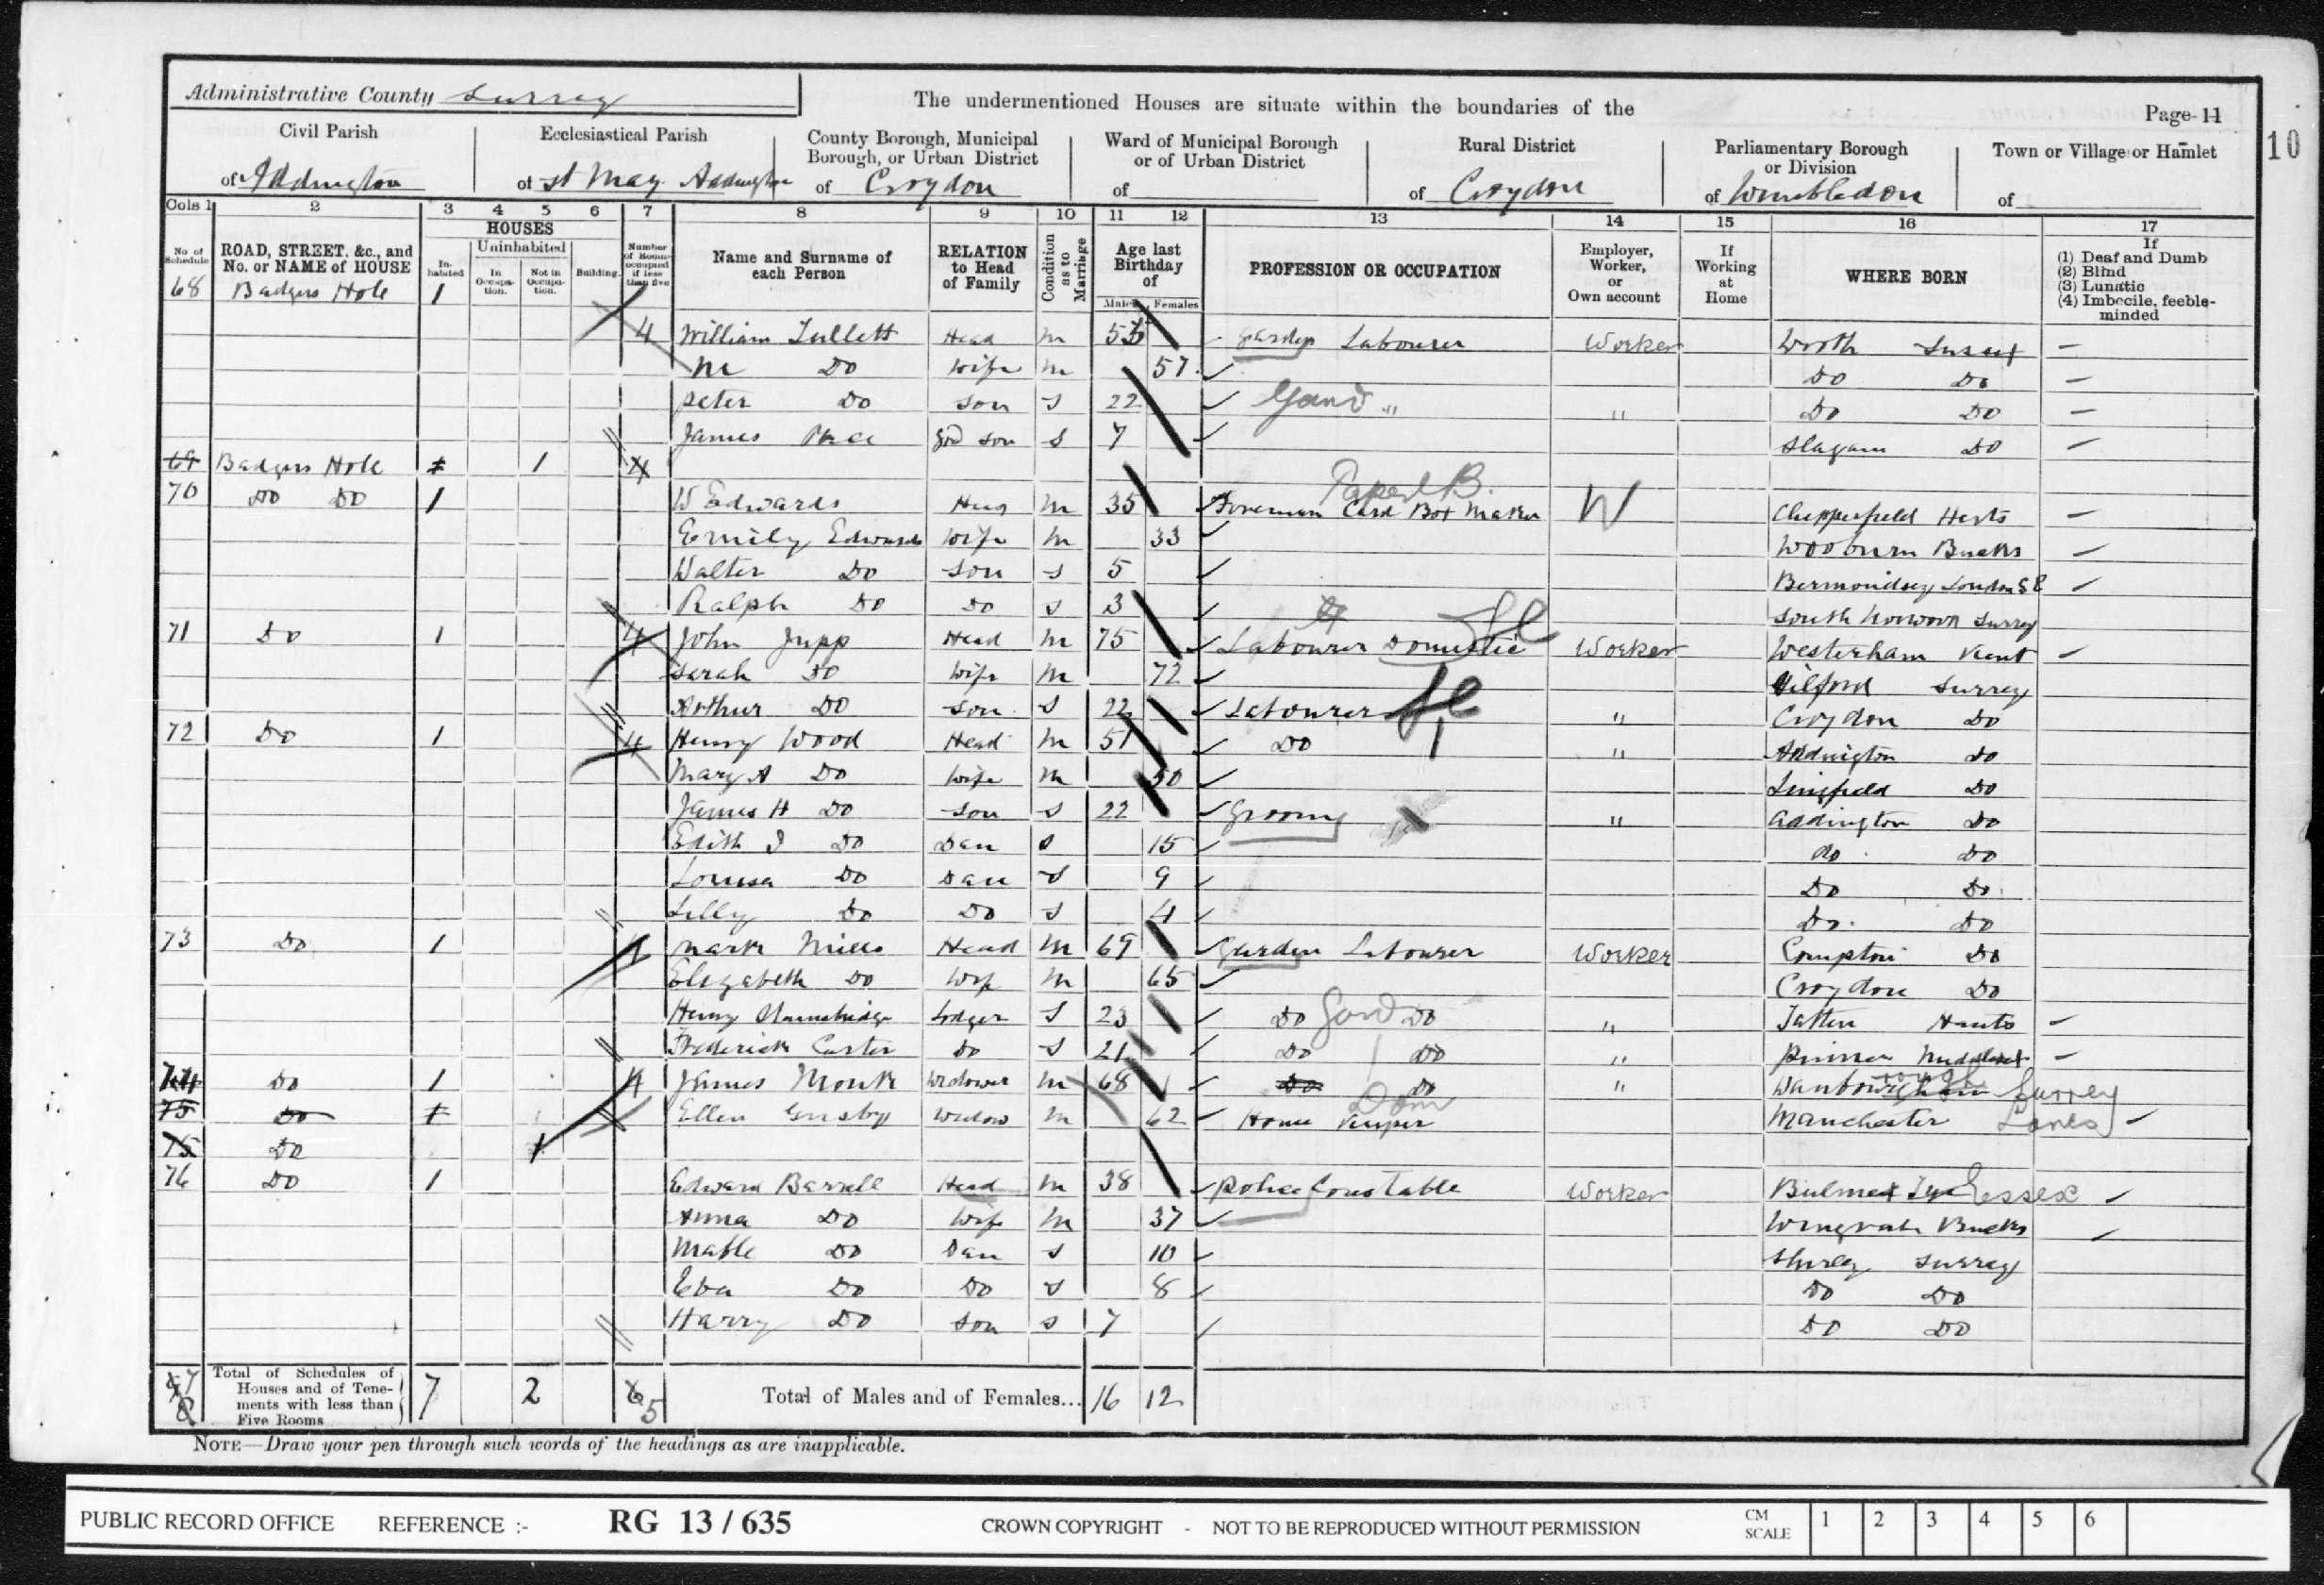 Administrative County Surrey
The undermentioned Houses are situate within the boundaries of the
Page 11
10
Civil Parish
of Addington
Ecclesiastical Parish
of St Mary Addington
County Borough, Municipal Borough, or Urban District
of Croydon
Ward of Municipal Borough or of Urban District
of
Rural District
of Croydon
Parliamentary Borough or Division
of Wimbledon
Town or Village or Hamlet
of
Cols 1 2 3 4 5 6 7 8 9 10 11 12 13 14 15 16 17
No of Schedule
ROAD, STREET, &c., and No. or NAME of HOUSE
HOUSES
Inhabited
Uninhabited
In Occupation.
Not in Occupation.
Building
Number of Rooms occupied if less than five
Name and Surname of each Person
RELATION to Head of Family
Condition as to Marriage
Age last Birthday of
Males Females
PROFESSION OR OCCUPATION
Employer, Worker, or Own account
If Working at Home
WHERE BORN
If
(1) Deaf and Dumb
(2) Blind
(3) Lunatic
(4) Imbecile, feeble-minded
68 Badgers Hole 1
4 William Tullett Head M 55 Garden Labourer Worker Worth Sussex –
M Do Wife M 57 Do Do –
Peter Do Son S 22 Gard " " Do Do –
James Son S 7 Slagam Do –
69 Badgers Hole 1 1 4
70 Do Do 1 W Edwards M 35 Foreman Card Box Maker W Chipperfield Herts –
Paper B.
Emily Edwards Wife M 33 Wooburn Bucks
Walter Do Son S 5 Bermondsey London SE
Ralph Do Do S 3 South Norwood Surrey
71 Do 1 4 John Jupp Head M 75 Labourer Domestic Worker Westerham Kent
Sarah Do Wife M 72 Tilford Surrey
Arthur Do Son S 22 Labourer " Croydon Do
72 Do 1 4 Henry Wood Head M 51 Do " Addington Do
Mary A Do Wife M 50 Lingfield Do
James H Do Son S 22 Groom " Addington Do
Edith J Do Dau S 15 Do Do
Louisa Do Dau S 9 Do Do
Lilly Do Do S 4 Do Do
73 Do 1 4 Mark Mills Head M 69 Garden Labourer Worker Compton Do
Elizabeth Do Wife M 65 Croydon Do
Henry Lodger S 23 Do Gard Do " Hants –
Frederick Carter Do S 21 Do Do " Pinner Middlesex –
74 Do 1 4 James Monk Widower M 68 Do Do " Surrey
75 Do 1 Ellen Widow M 62 House Keeper Dom Manchester Lancs
75 Do 1
76 Do 1 Edward Barrell Head M 38 Police Constable Worker Bulmer Tye Essex
Anna Do Wife M 37 Wingrave Bucks
Mable Do Dau S 10 Shirley Surrey
Eva Do Do S 8 Do Do
Harry Do Son S 7 Do Do
Total of Schedules of Houses and of Tenements with less than Five Rooms 7 2 5 Total of Males and of Females... 16 12
NOTE—Draw your pen through such words of the headings as are inapplicable.
PUBLIC RECORD OFFICE REFERENCE :- RG 13 / 635 CROWN COPYRIGHT - NOT TO BE REPRODUCED WITHOUT PERMISSION CM SCALE 1 2 3 4 5 6